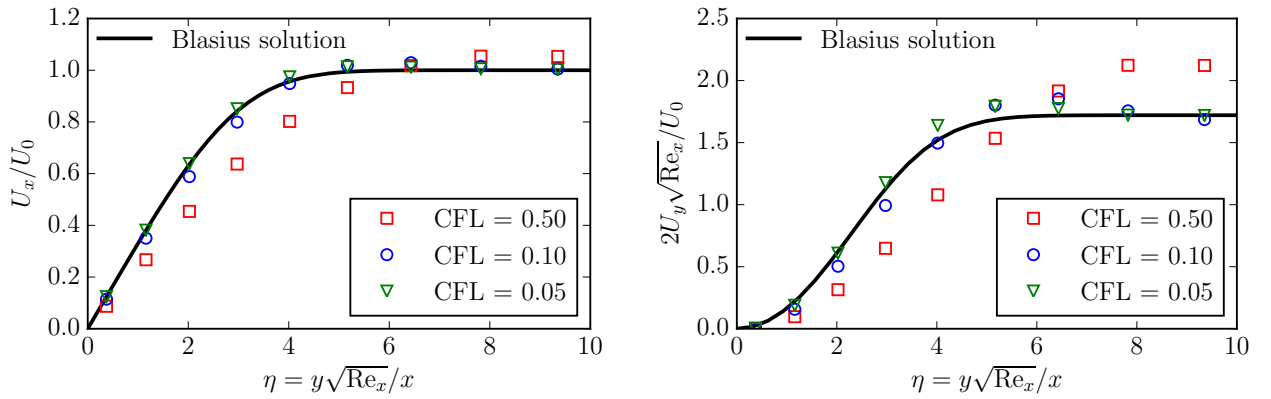 1.2
1.0
0.8
0.6
0.4
0.2
0.0
U_x/U_0
Blasius solution
CFL = 0.50
CFL = 0.10
CFL = 0.05
0 2 4 6 8 10
η = y√Re_x/x
2.5
2.0
1.5
1.0
0.5
0.0
2U_y√Re_x/U_0
Blasius solution
CFL = 0.50
CFL = 0.10
CFL = 0.05
0 2 4 6 8 10
η = y√Re_x/x